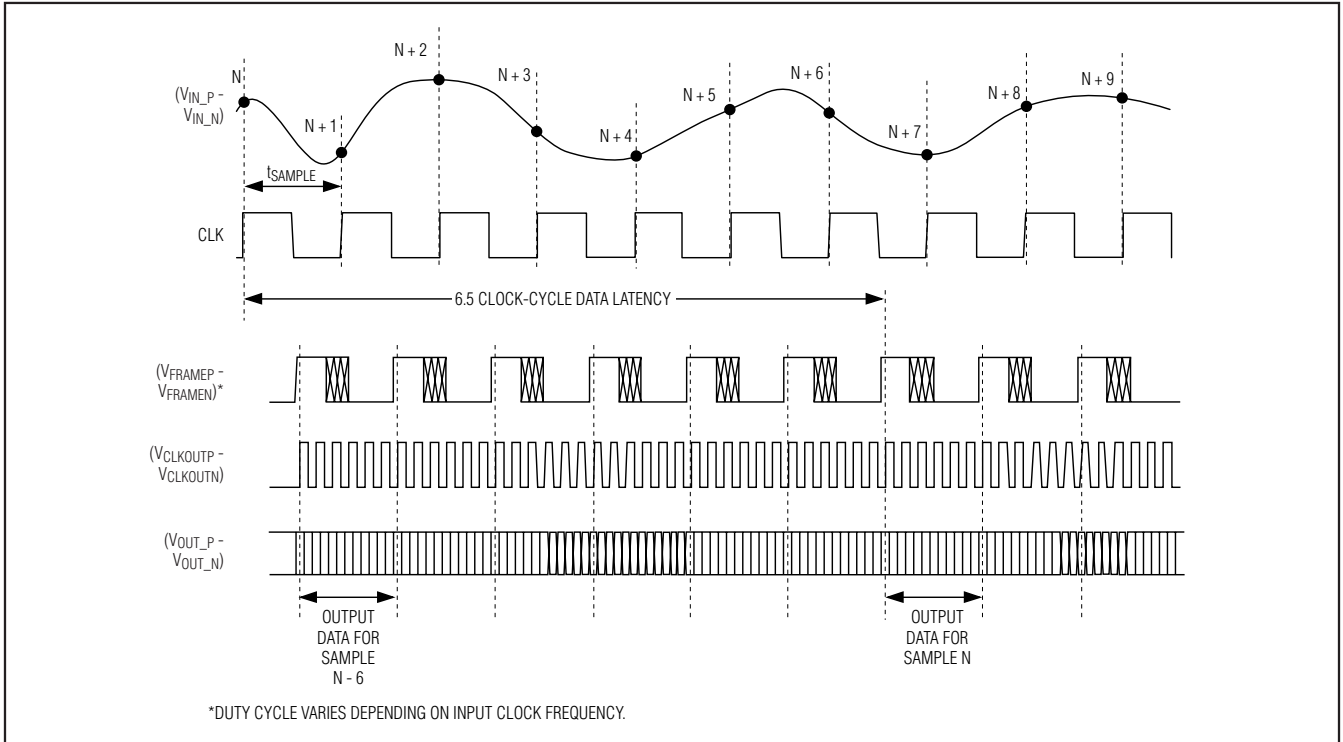 N
N + 1
N + 2
N + 3
N + 4
N + 5
N + 6
N + 7
N + 8
N + 9
(VIN_P -
VIN_N)
tSAMPLE
CLK
6.5 CLOCK-CYCLE DATA LATENCY
(VFRAMEP -
VFRAMEN)*
(VCLKOUTP -
VCLKOUTN)
(VOUT_P -
VOUT_N)
OUTPUT
DATA FOR
SAMPLE
N - 6
OUTPUT
DATA FOR
SAMPLE N
*DUTY CYCLE VARIES DEPENDING ON INPUT CLOCK FREQUENCY.